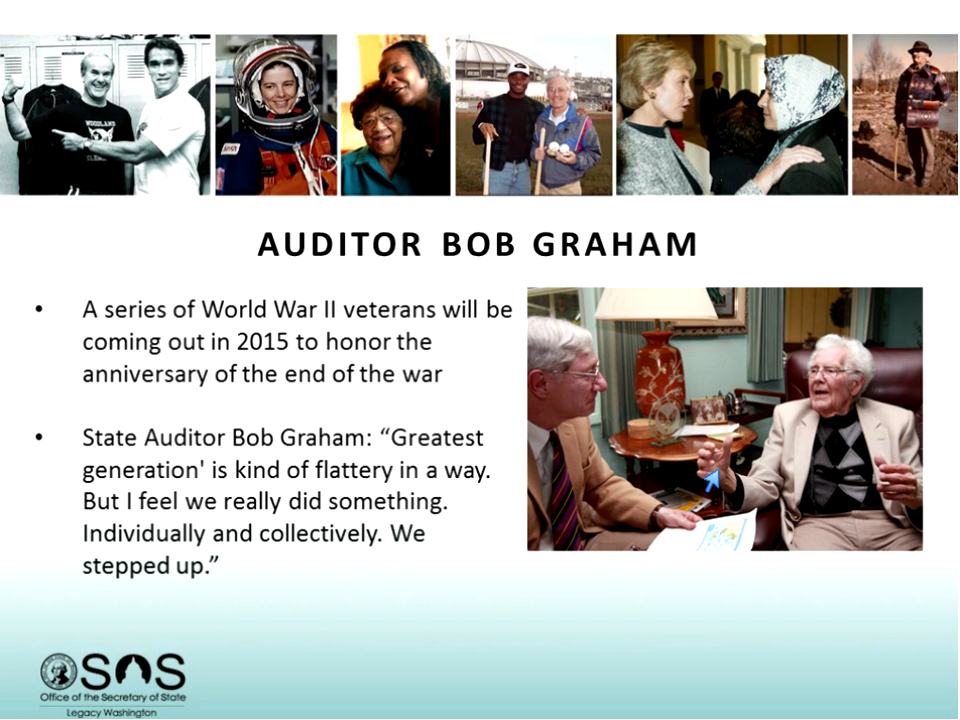 WOODLAND
AUDITOR BOB GRAHAM
• A series of World War II veterans will be
coming out in 2015 to honor the
anniversary of the end of the war
• State Auditor Bob Graham: “Greatest
generation' is kind of flattery in a way.
But I feel we really did something.
Individually and collectively. We
stepped up.”
SOS
Office of the Secretary of State
Legacy Washington